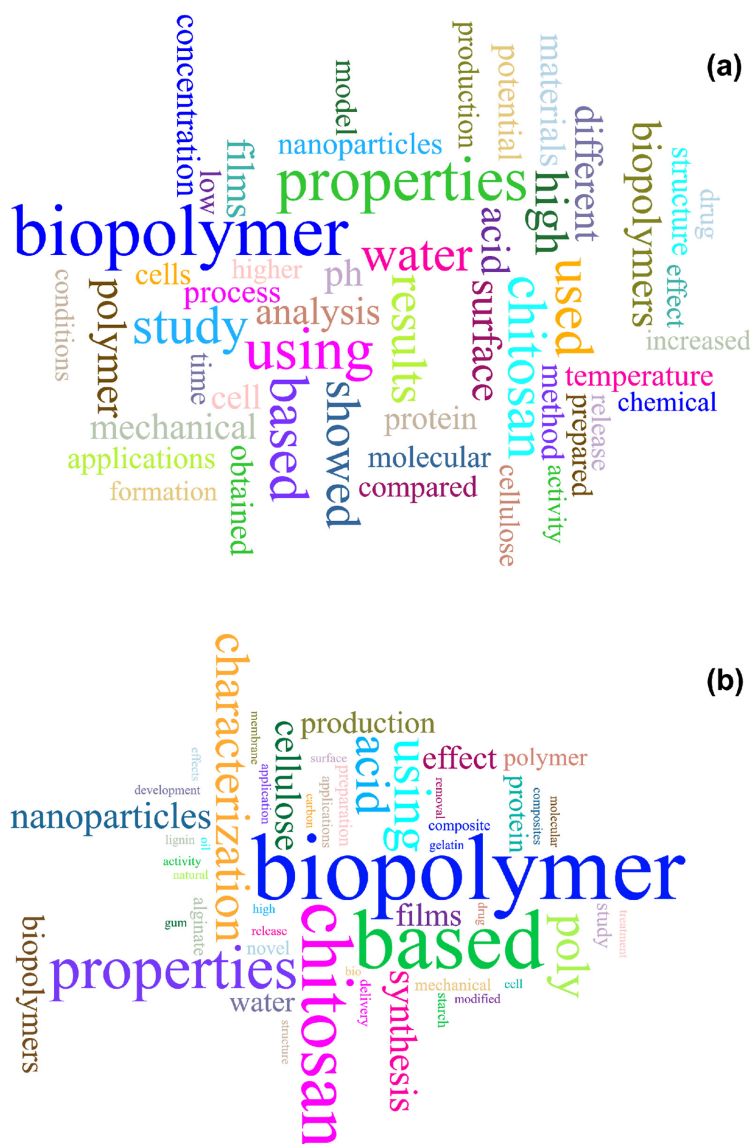 (a)
concentration
low
films
model
nanoparticles
production
potential
materials
different
biopolymers
structure
drug
properties
high
acid
biopolymer
water
effect
increased
conditions
polymer
cells
higher
ph
process
analysis
results
surface
chitosan
used
study
using
time
cell
based
showed
protein
method
temperature
prepared
release
chemical
mechanical
applications
obtained
molecular
formation
compared
cellulose
activity
(b)
characterization
membrane
production
cellulose
surface
acid
using
effect
polymer
effects
application
preparation
applications
carbon
removal
protein
composites
molecular
development
nanoparticles
composite
gelatin
lignin
oil
activity
natural
biopolymer
alginate
gum
high
films
drug
poly
study
treatment
release
novel
chitosan
based
biopolymers
properties
bio
delivery
synthesis
mechanical
cell
starch
modified
water
structure